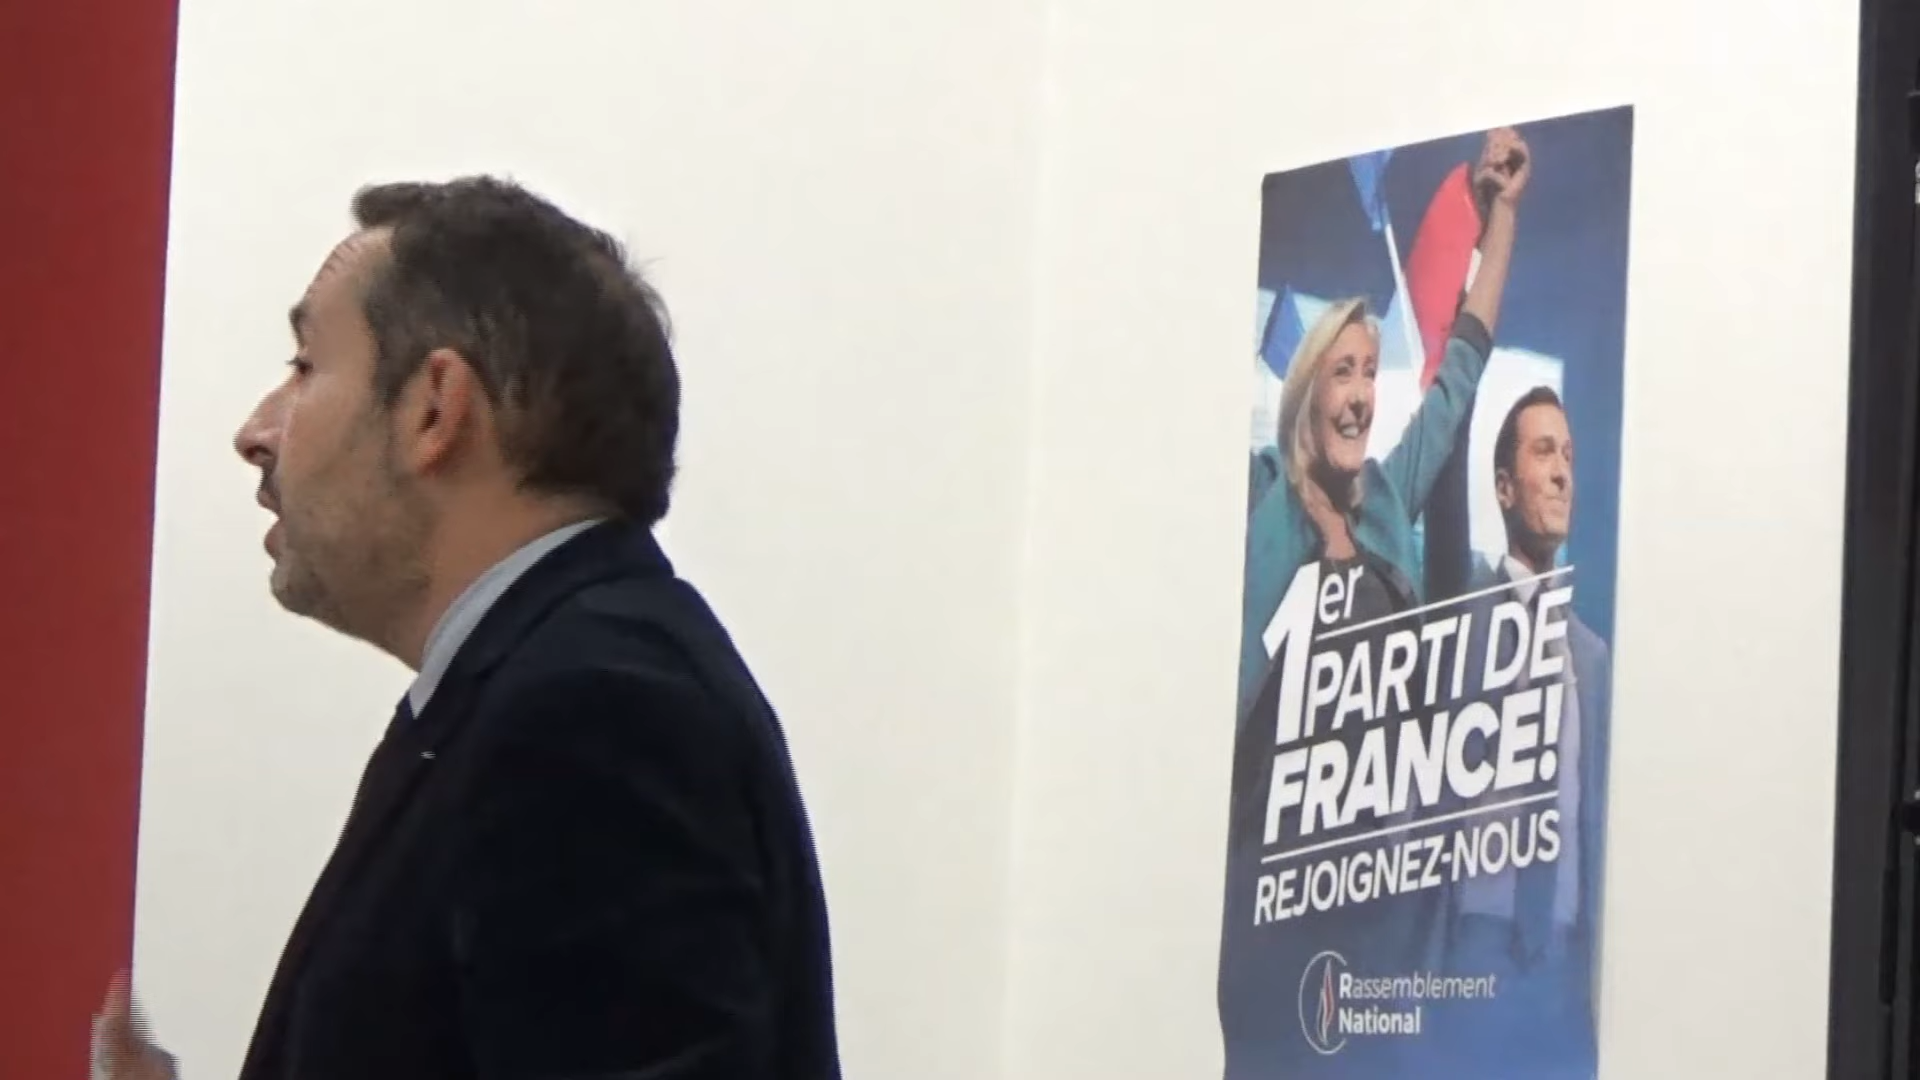 1er
PARTI DE
FRANCE!
REJOIGNEZ-NOUS
Rassemblement
National